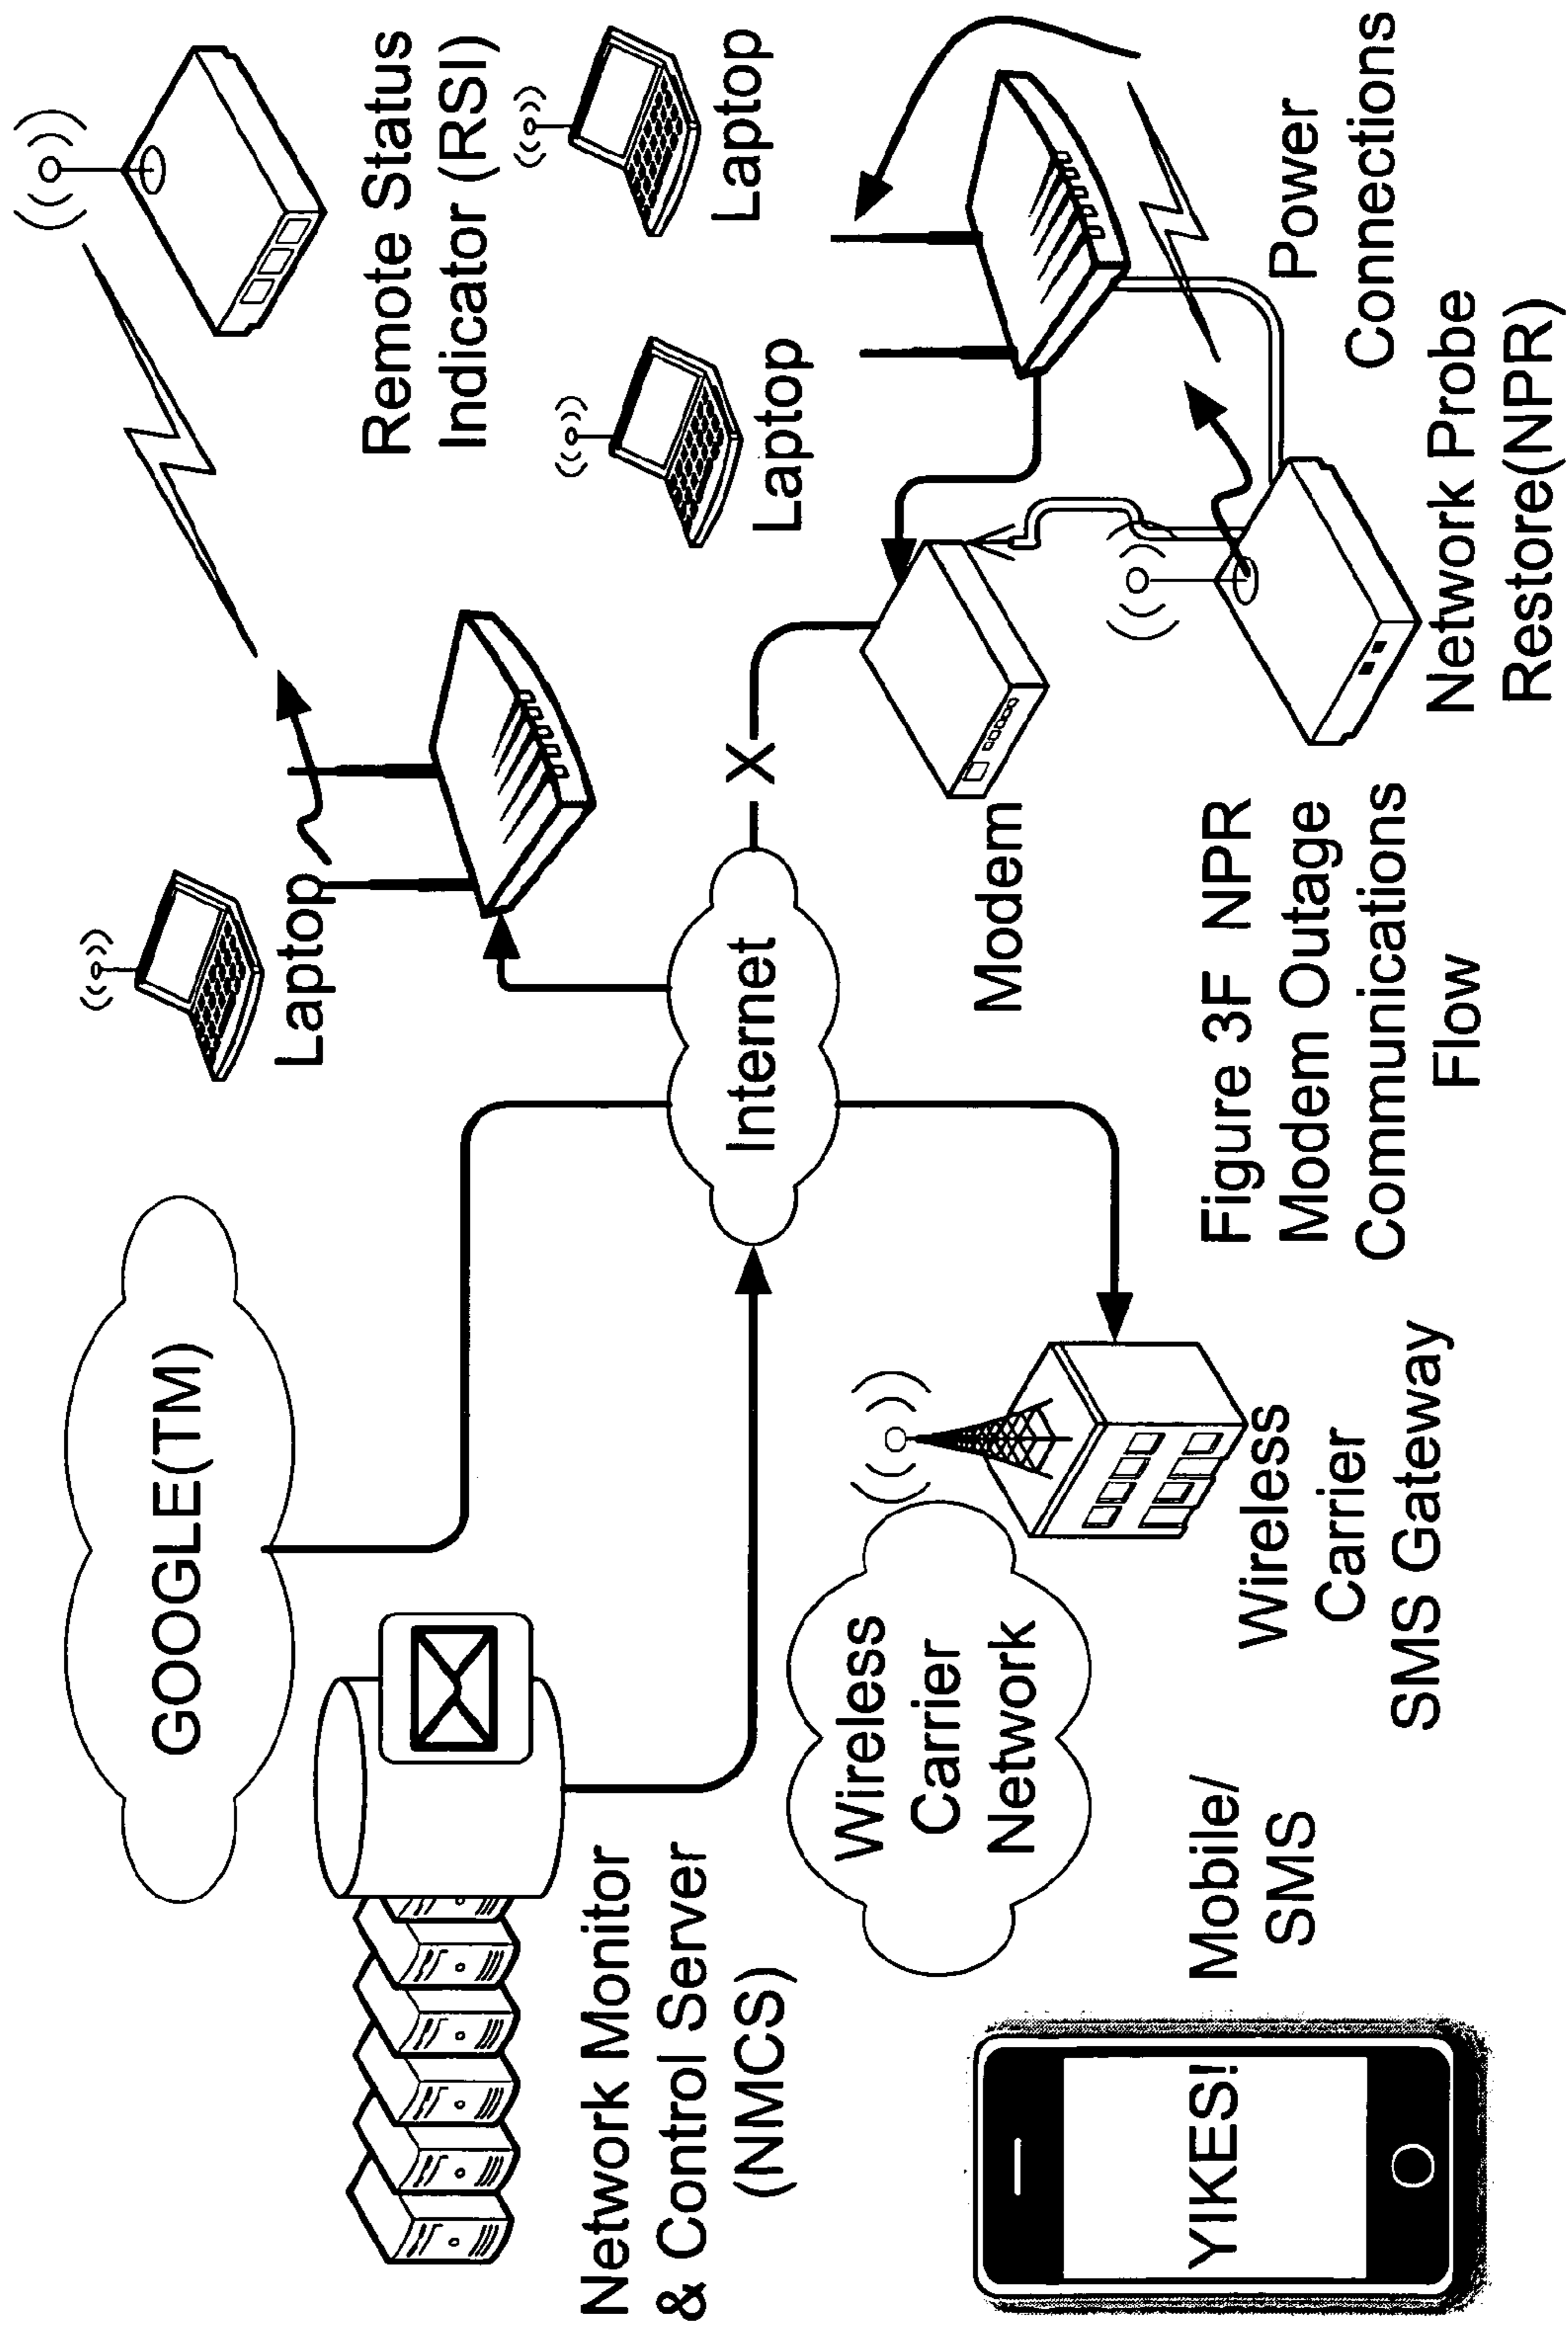 GOOGLE(TM)
Laptop
Remote Status
Indicator (RSI)
Network Monitor
& Control Server
(NMCS)
Internet
Laptop
Laptop
Wireless
Carrier
Network
X
Modem
Power
Connections
Mobile/
SMS
YIKES!
Wireless
Carrier
SMS Gateway
Network Probe
Restore(NPR)
Figure 3F NPR
Modem Outage
Communications
Flow